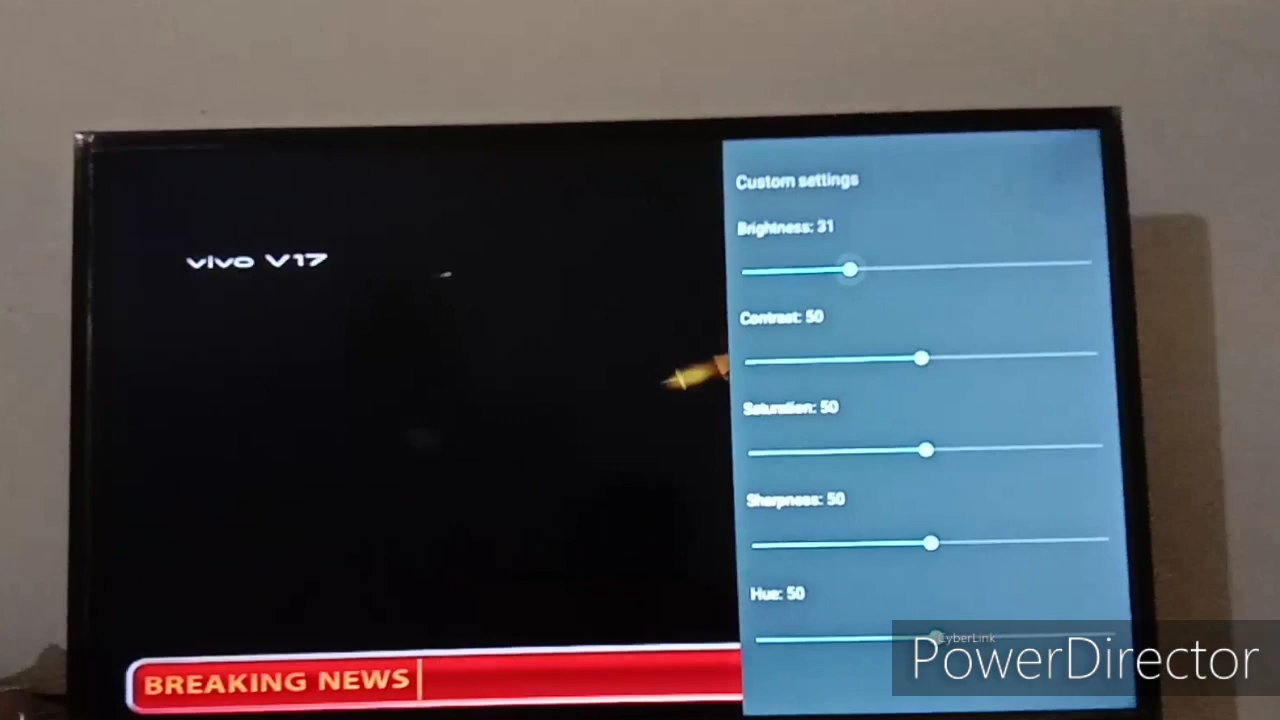 Custom settings
Brightness: 31
vivo V17
Contrast: 50
Saturation: 50
Sharpness: 50
Hue: 50
CyberLink
PowerDirector
BREAKING NEWS